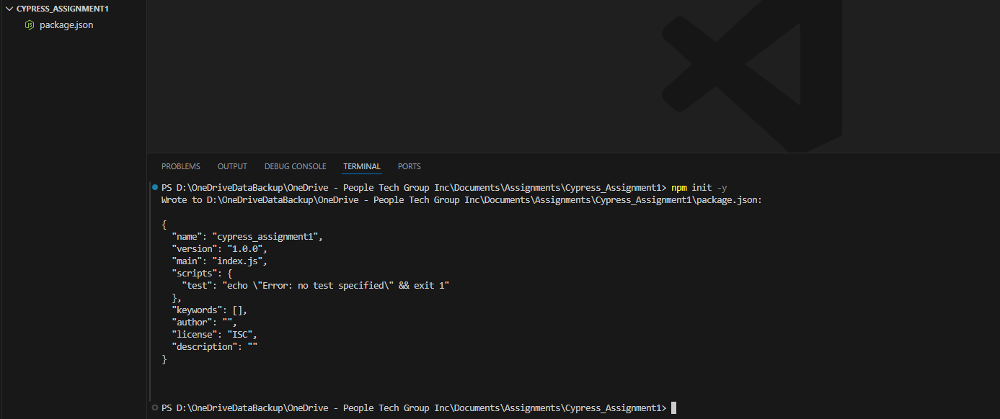 CYPRESS_ASSIGNMENT1
package.json
PROBLEMS OUTPUT DEBUG CONSOLE TERMINAL PORTS
PS D:\OneDriveDataBackup\OneDrive - People Tech Group Inc\Documents\Assignments\Cypress_Assignment1> npm init -y
Wrote to D:\OneDriveDataBackup\OneDrive - People Tech Group Inc\Documents\Assignments\Cypress_Assignment1\package.json:
{
  "name": "cypress_assignment1",
  "version": "1.0.0",
  "main": "index.js",
  "scripts": {
    "test": "echo \"Error: no test specified\" && exit 1"
  },
  "keywords": [],
  "author": "",
  "license": "ISC",
  "description": ""
}
PS D:\OneDriveDataBackup\OneDrive - People Tech Group Inc\Documents\Assignments\Cypress_Assignment1>